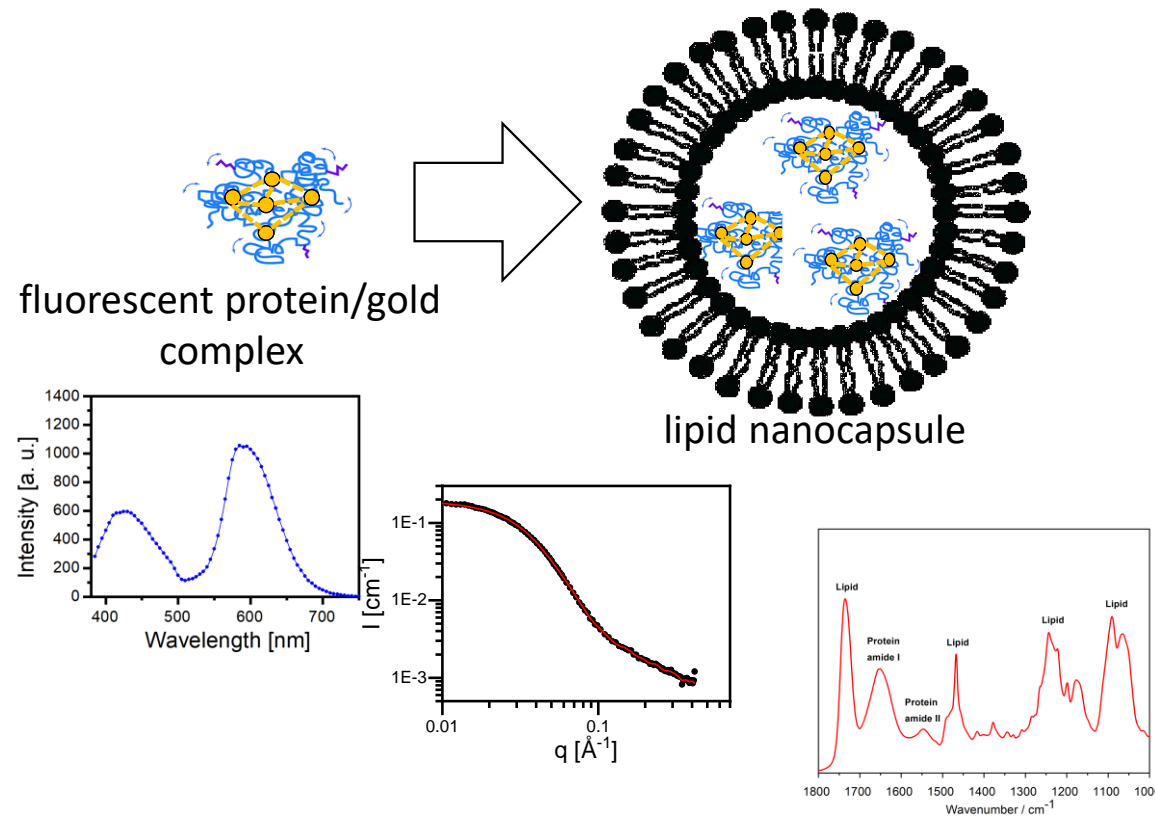 fluorescent protein/gold
complex
lipid nanocapsule
1400
1200
1000
800
600
400
200
0
Intensity [a. u.]
400 500 600 700
Wavelength [nm]
I [cm⁻¹]
1E-1
1E-2
1E-3
0.01 0.1
q [Å⁻¹]
Lipid
Protein
amide I
Protein
amide II
Lipid
Lipid
Lipid
1800 1700 1600 1500 1400 1300 1200 1100 100
Wavenumber / cm⁻¹